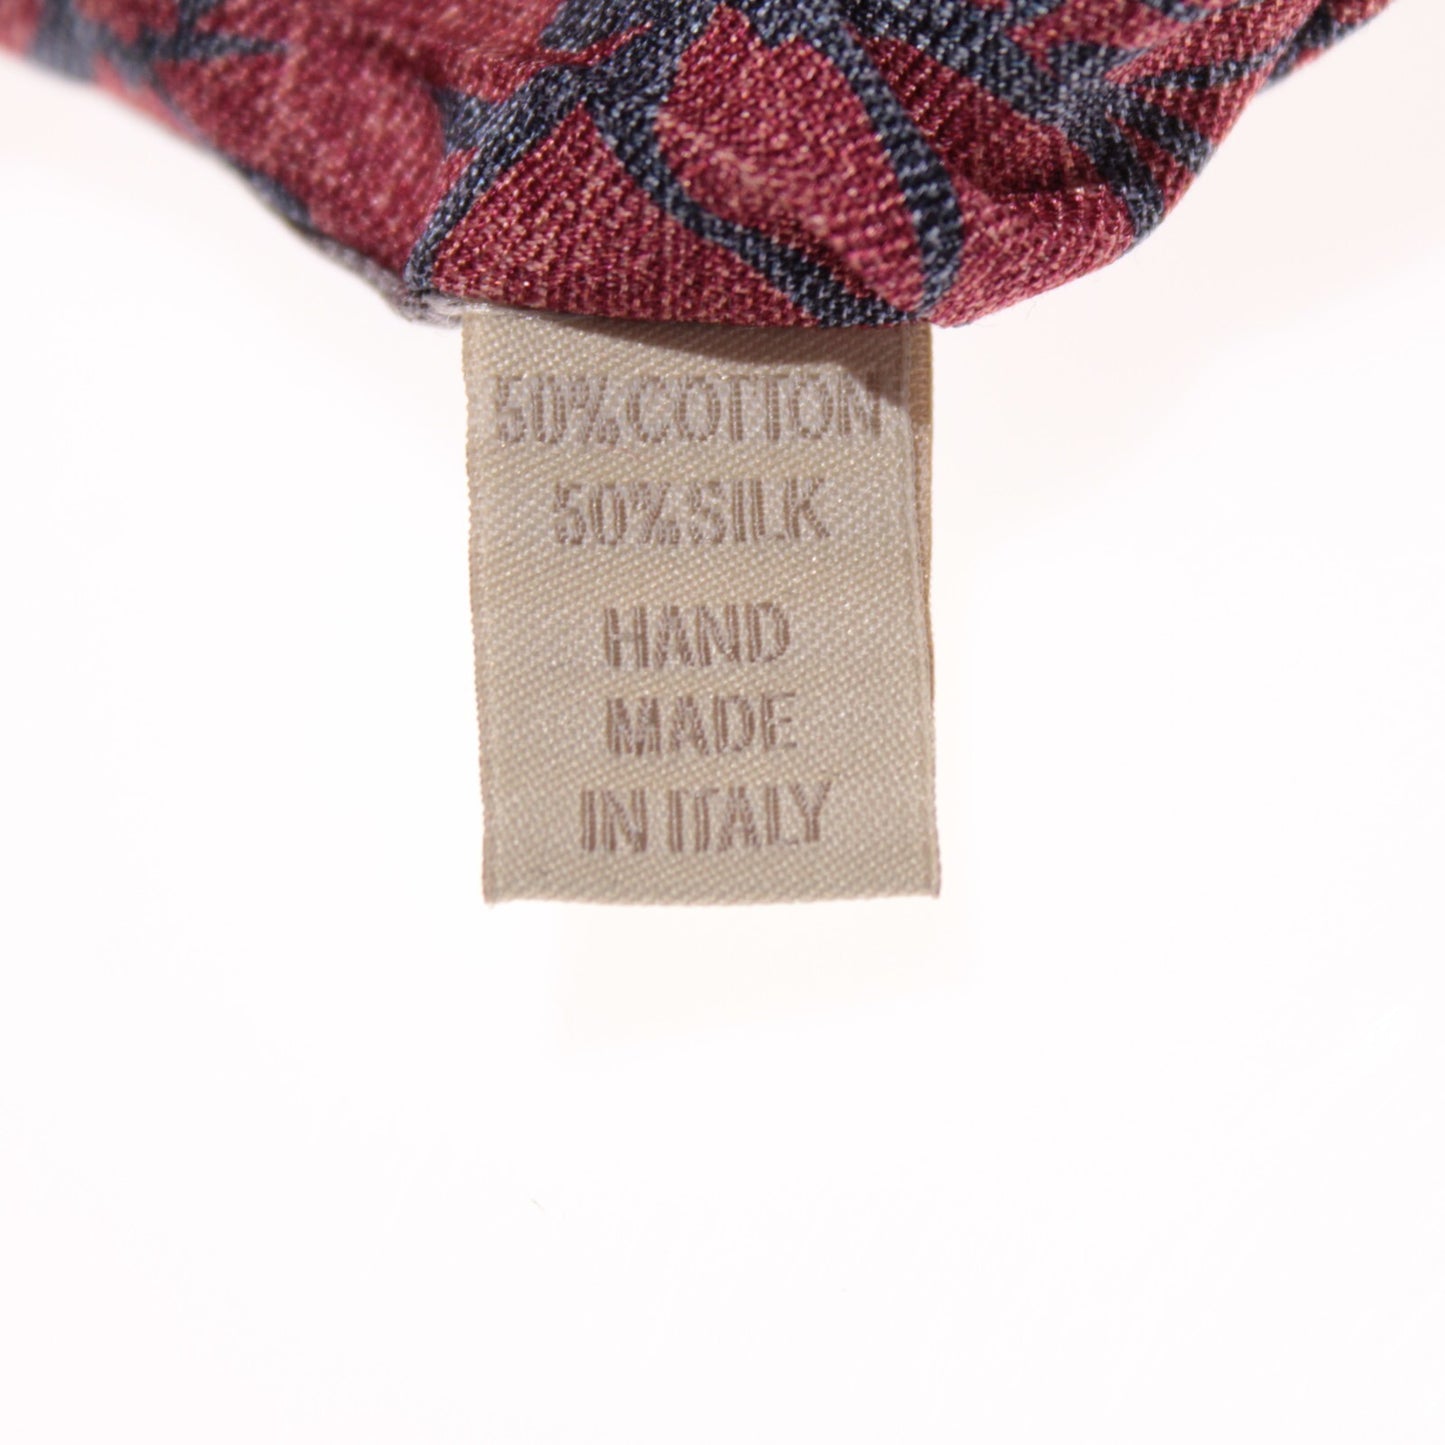 50% COTTON
50% SILK
HAND
MADE
IN ITALY